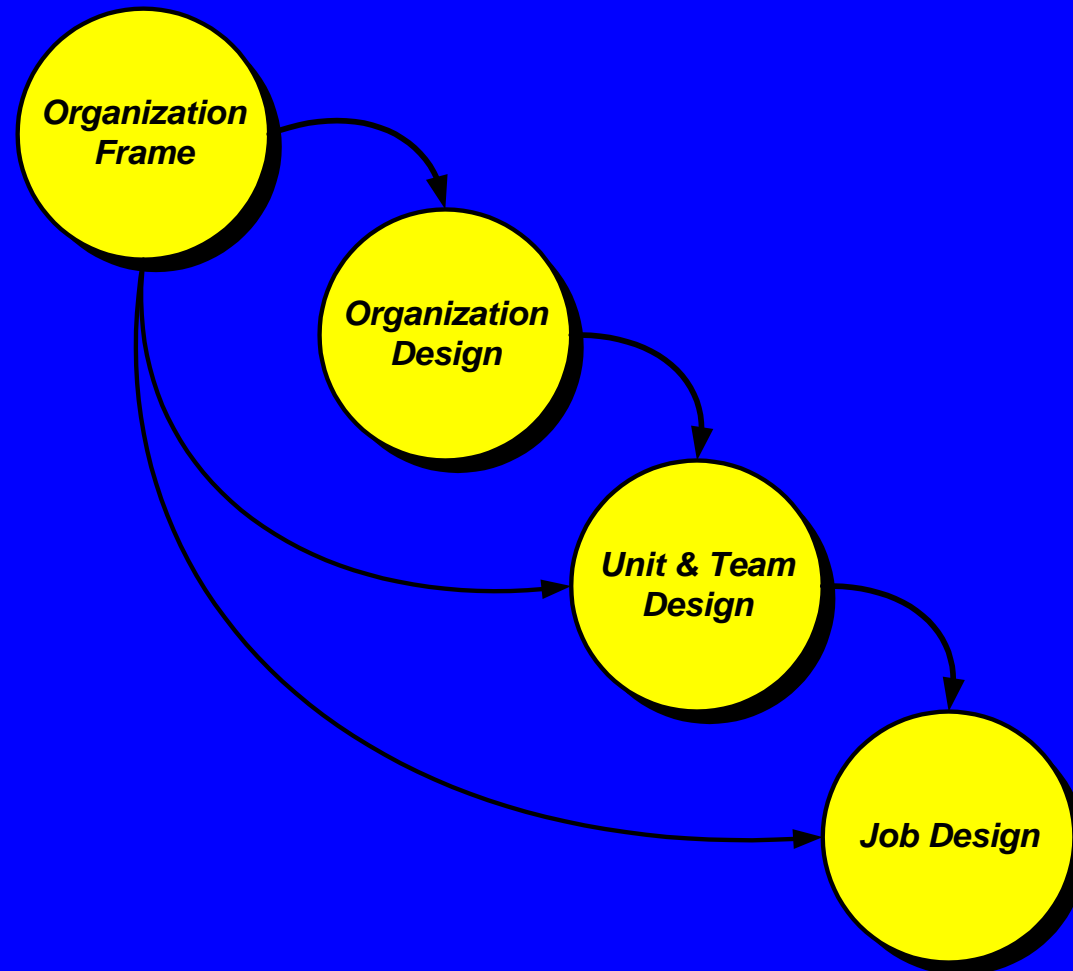 Organization
Frame
Organization
Design
Unit & Team
Design
Job Design